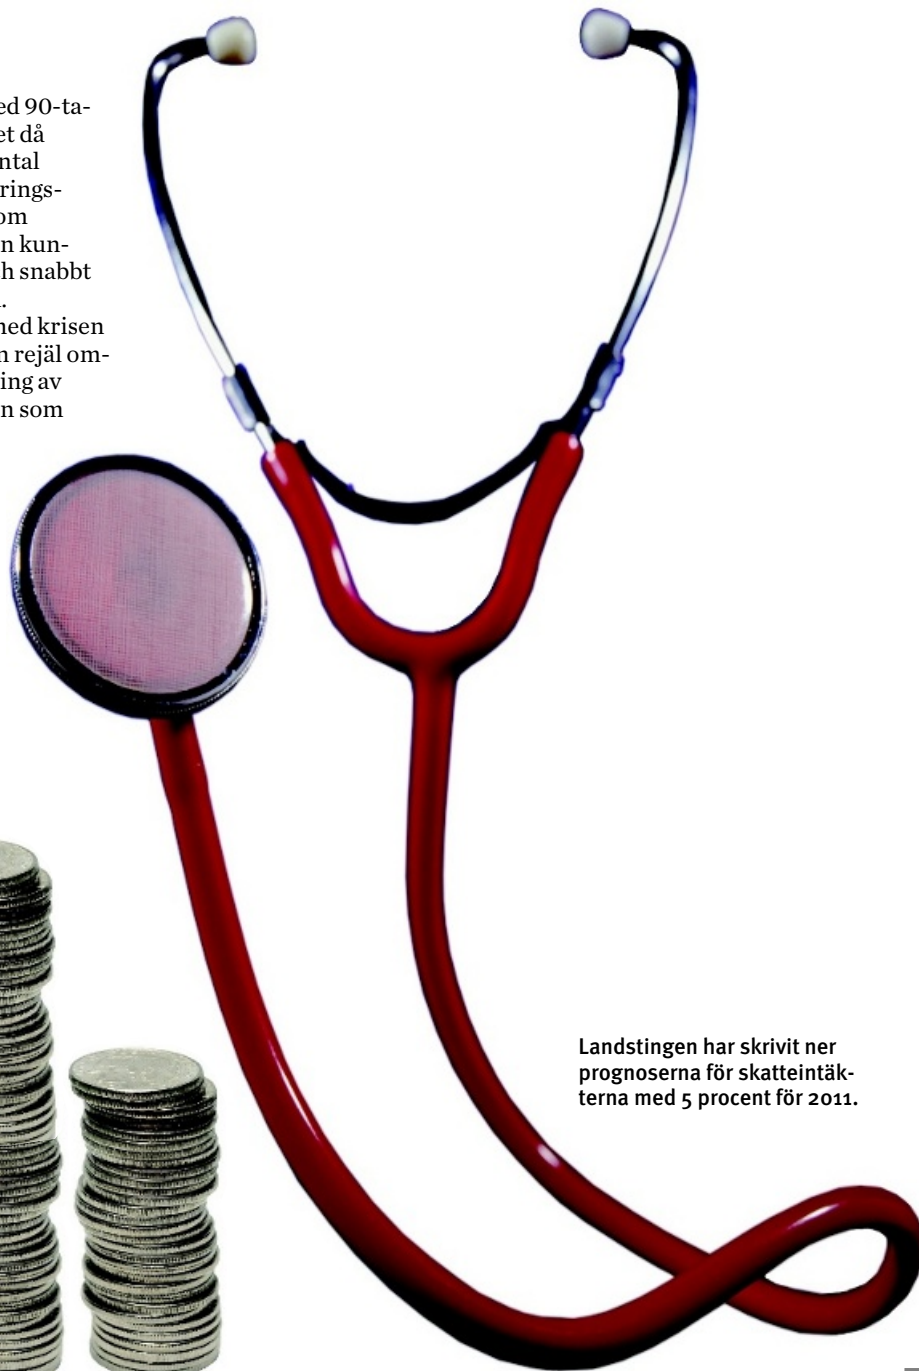 ed 90-ta-
et då
ntal
rings-
om
n kun-
h snabbt
.
ned krisen
n rejäl om-
ing av
n som
Landstingen har skrivit ner
prognoserna för skatteintäk-
terna med 5 procent för 2011.